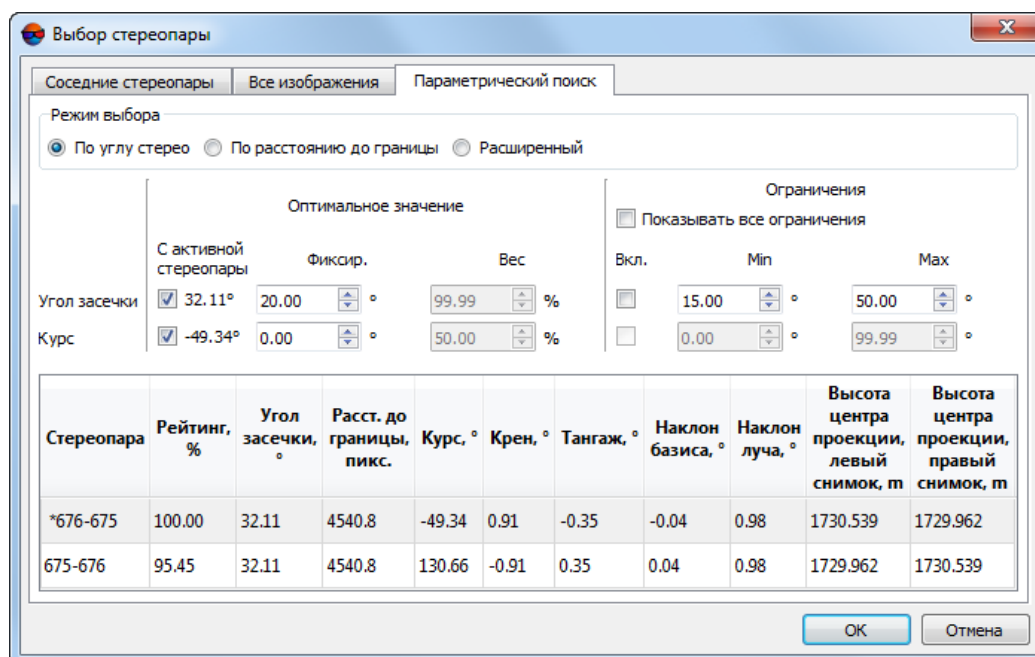 Выбор стереопары
Соседние стереопары Все изображения Параметрический поиск
Режим выбора
По углу стерео По расстоянию до границы Расширенный
Оптимальное значение
Ограничения
Показывать все ограничения
С активной стереопары Фиксир. Вес Вкл. Min Max
Угол засечки 32.11° 20.00 ° 99.99 % 15.00 ° 50.00 °
Курс -49.34° 0.00 ° 50.00 % 0.00 ° 99.99 °
Стереопара Рейтинг, % Угол засечки, ° Расст. до границы, пикс. Курс, ° Крен, ° Тангаж, ° Наклон базиса, ° Наклон луча, ° Высота центра проекции, левый снимок, m Высота центра проекции, правый снимок, m
*676-675 100.00 32.11 4540.8 -49.34 0.91 -0.35 -0.04 0.98 1730.539 1729.962
675-676 95.45 32.11 4540.8 130.66 -0.91 0.35 0.04 0.98 1729.962 1730.539
OK Отмена